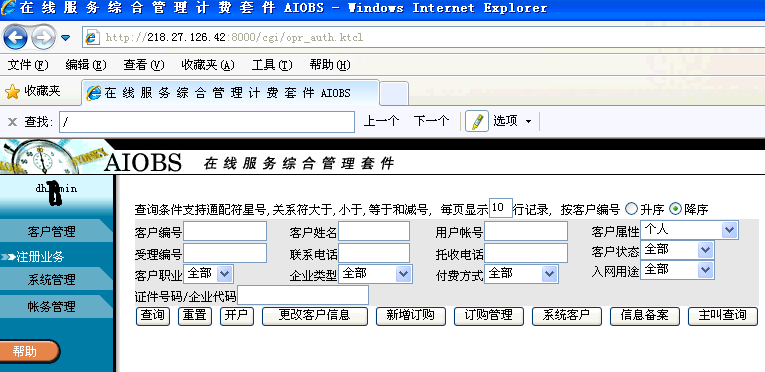 在 线 服 务 综 合 管 理 计 费 套 件 AIOBS - Windows Internet Explorer
http://218.27.126.42:8000/cgi/opr_auth.ktcl
文件(F) 编辑(E) 查看(V) 收藏夹(A) 工具(T) 帮助(H)
收藏夹 在 线 服 务 综 合 管 理 计 费 套 件 AIOBS
× 查找: / 上一个 下一个 选项
AIOBS 在线服务综合管理套件
查询条件支持通配符星号,关系符大于,小于,等于和减号, 每页显示 10 行记录, 按客户编号 升序 降序
客户管理
注册业务
系统管理
帐务管理
帮助
客户编号 客户姓名 用户帐号 客户属性 个人
受理编号 联系电话 托收电话 客户状态 全部
客户职业 全部 企业类型 全部 付费方式 全部 入网用途 全部
证件号码/企业代码
查询 重置 开户 更改客户信息 新增订购 订购管理 系统客户 信息备案 主叫查询